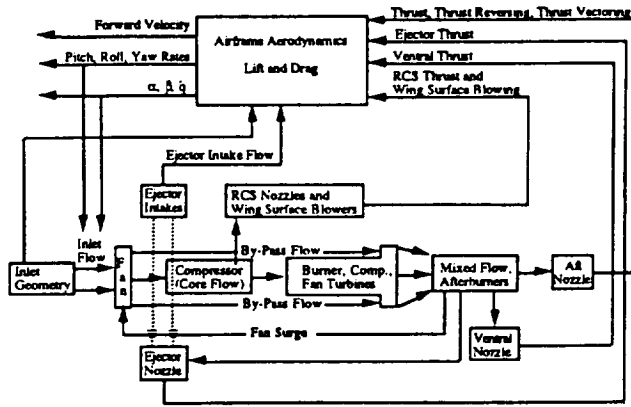 Forward Velocity
Pitch, Roll, Yaw Rates
α, β, q
Airframe Aerodynamics
Lift and Drag
Thrust, Thrust Reversing, Thrust Vectoring
Ejector Thrust
Ventral Thrust
RCS Thrust and
Wing Surface Blowing
Ejector Intake Flow
Ejector
Intakes
RCS Nozzles and
Wing Surface Blowers
Inlet
Flow
Inlet
Geometry
Fan
By-Pass Flow
Compressor
(Core Flow)
Burner, Comp.,
Fan Turbines
By-Pass Flow
Mixed Flow,
Afterburners
Aft
Nozzle
Fan Surge
Ejector
Nozzle
Ventral
Nozzle